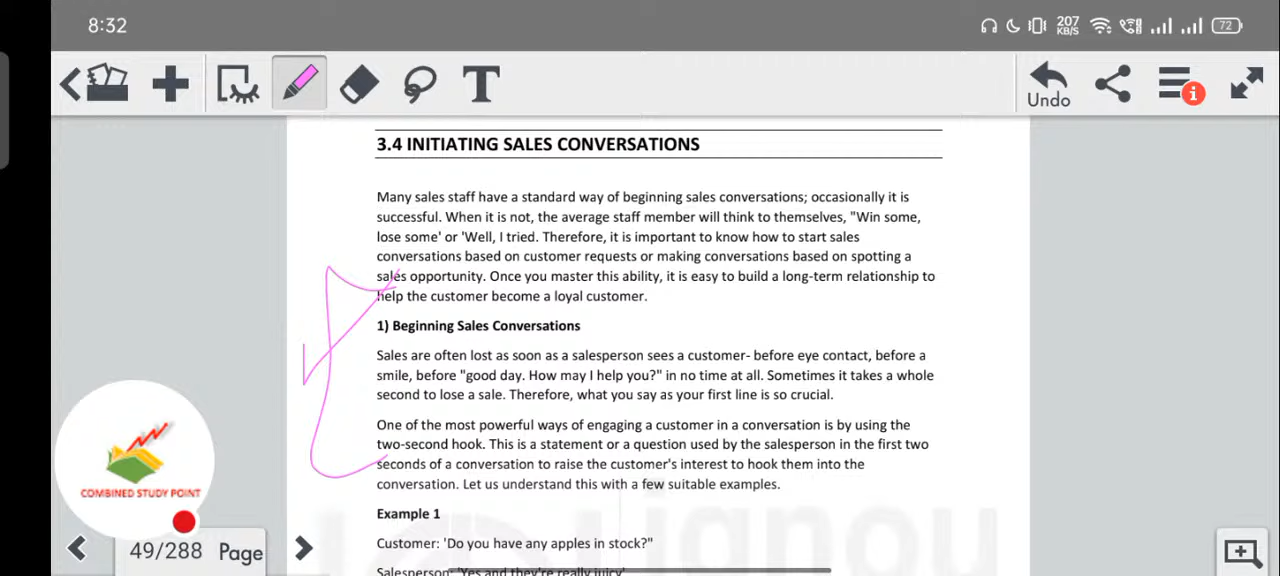 8:32
207
KB/S
72
T
Undo
3.4 INITIATING SALES CONVERSATIONS
Many sales staff have a standard way of beginning sales conversations; occasionally it is
successful. When it is not, the average staff member will think to themselves, "Win some,
lose some' or 'Well, I tried. Therefore, it is important to know how to start sales
conversations based on customer requests or making conversations based on spotting a
sales opportunity. Once you master this ability, it is easy to build a long-term relationship to
help the customer become a loyal customer.
1) Beginning Sales Conversations
Sales are often lost as soon as a salesperson sees a customer- before eye contact, before a
smile, before "good day. How may I help you?" in no time at all. Sometimes it takes a whole
second to lose a sale. Therefore, what you say as your first line is so crucial.
One of the most powerful ways of engaging a customer in a conversation is by using the
two-second hook. This is a statement or a question used by the salesperson in the first two
seconds of a conversation to raise the customer's interest to hook them into the
conversation. Let us understand this with a few suitable examples.
Example 1
Customer: 'Do you have any apples in stock?"
Salesperson: 'Yes and they're really juicy'
COMBINED STUDY POINT
49/288 Page